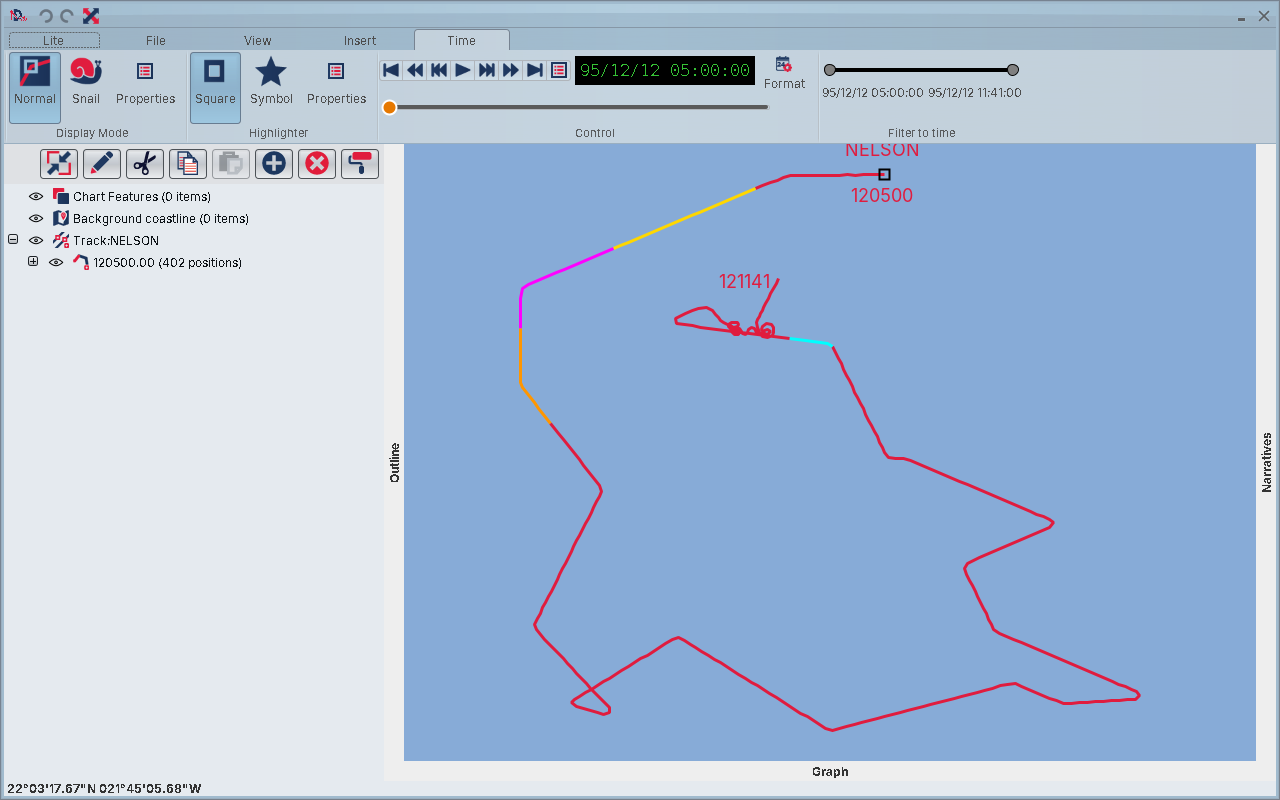 Lite File View Insert Time
Normal Snail Properties Square Symbol Properties 95/12/12 05:00:00 Format 95/12/12 05:00:00 95/12/12 11:41:00
Display Mode Highlighter Control Filter to time
Chart Features (0 items)
Background coastline (0 items)
Track:NELSON
120500.00 (402 positions)
NELSON
120500
121141
Outline
Narratives
Graph
22°03'17.67"N 021°45'05.68"W